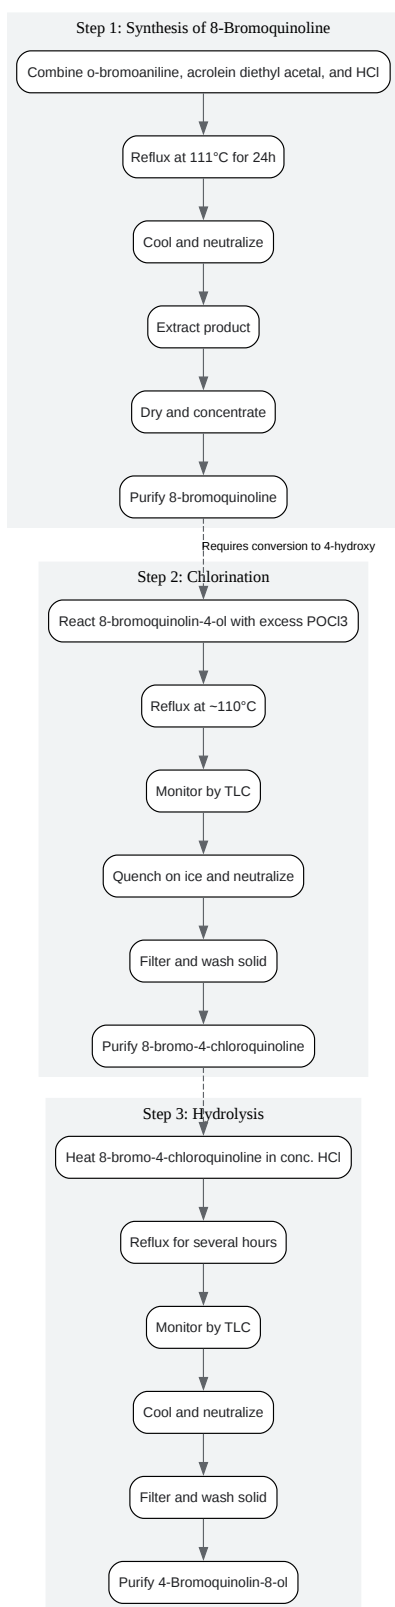 Step 1: Synthesis of 8-Bromoquinoline
Combine o-bromoaniline, acrolein diethyl acetal, and HCl
Reflux at 111°C for 24h
Cool and neutralize
Extract product
Dry and concentrate
Purify 8-bromoquinoline
Requires conversion to 4-hydroxy
Step 2: Chlorination
React 8-bromoquinolin-4-ol with excess POCl3
Reflux at ~110°C
Monitor by TLC
Quench on ice and neutralize
Filter and wash solid
Purify 8-bromo-4-chloroquinoline
Step 3: Hydrolysis
Heat 8-bromo-4-chloroquinoline in conc. HCl
Reflux for several hours
Monitor by TLC
Cool and neutralize
Filter and wash solid
Purify 4-Bromoquinolin-8-ol